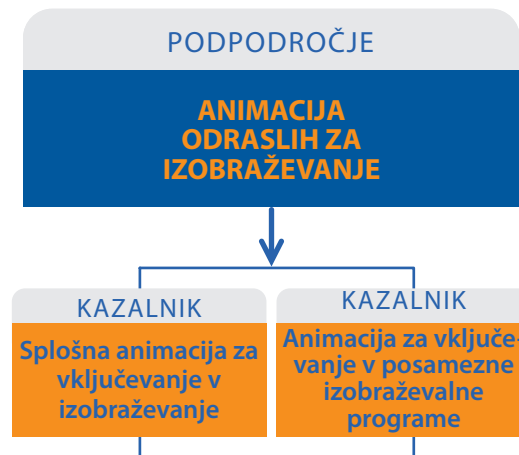 PODPODROČJE
ANIMACIJA
ODRASLIH ZA
IZOBRAŽEVANJE
KAZALNIK
Splošna animacija za
vključevanje v
izobraževanje
KAZALNIK
Animacija za vključe-
vanje v posamezne
izobraževalne
programe